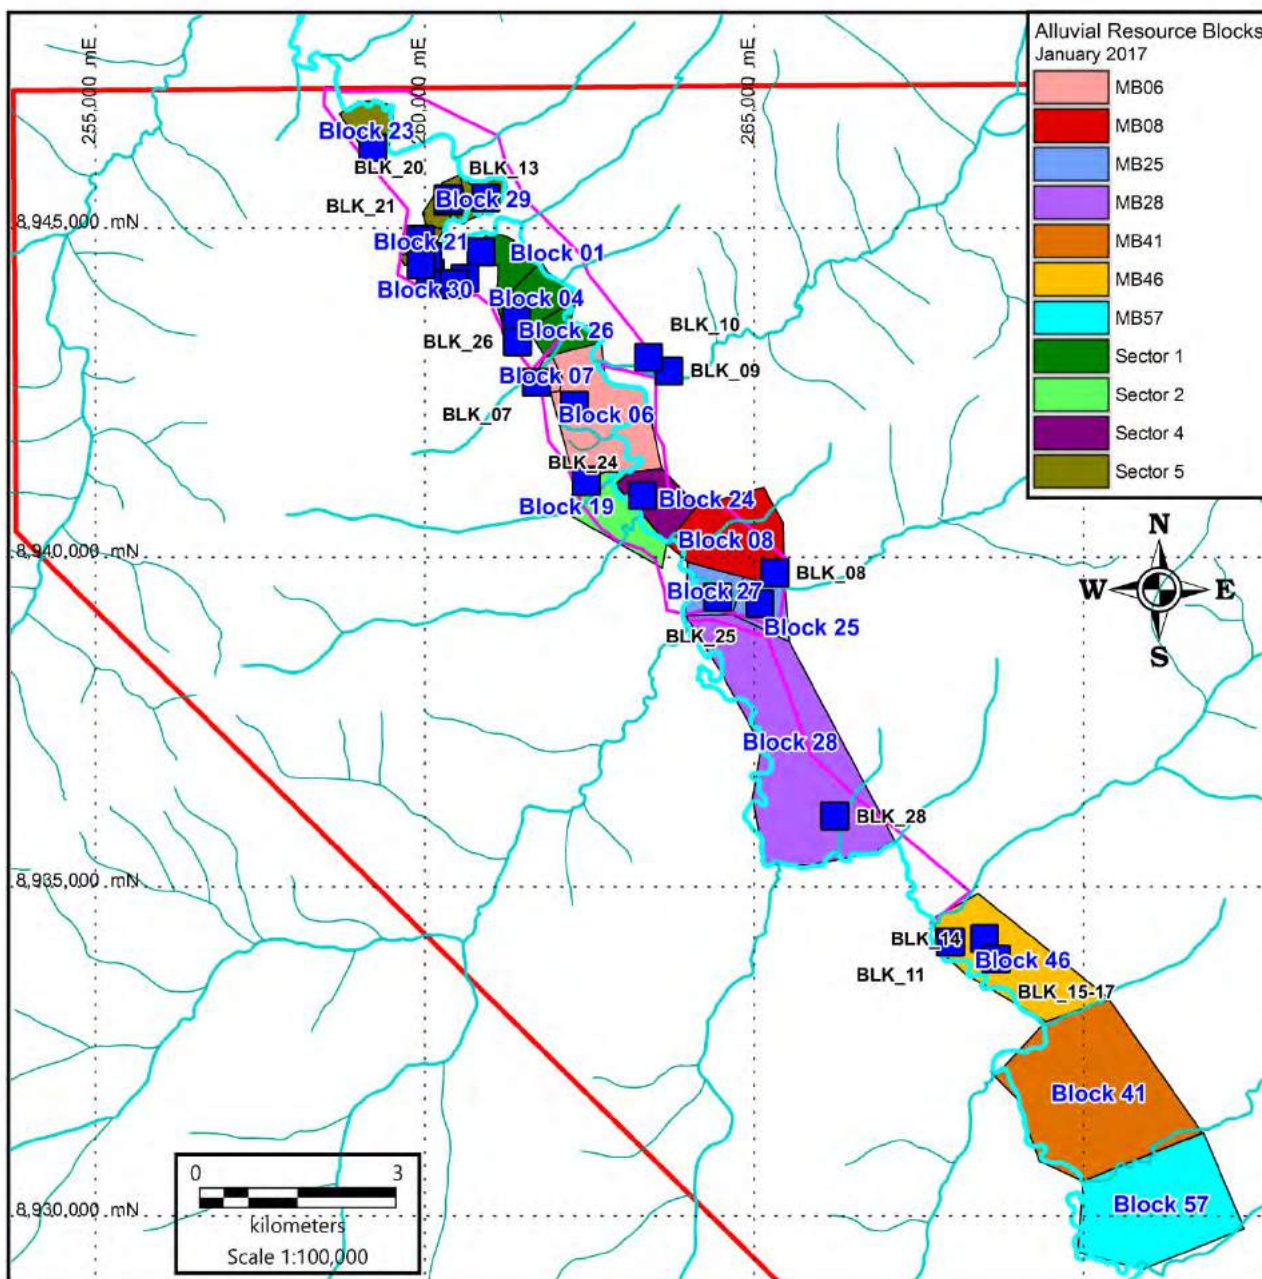 255,000 mE
260,000 mE
265,000 mE
Alluvial Resource Blocks
January 2017
MB06
MB08
MB25
MB28
MB41
MB46
MB57
Sector 1
Sector 2
Sector 4
Sector 5
Block 23
BLK_20
BLK_13
BLK_21
Block 29
8,945,000 mN
Block 21
Block 01
Block 30
Block 04
BLK_26
Block 26
BLK_10
BLK_09
Block 07
BLK_07
Block 06
BLK_24
Block 19
Block 24
8,940,000 mN
Block 08
BLK_08
Block 27
Block 25
BLK_25
N
W
E
S
Block 28
BLK_28
8,935,000 mN
BLK_14
BLK_11
Block 46
BLK_15-17
Block 41
Block 57
8,930,000 mN
0 3
kilometers
Scale 1:100,000